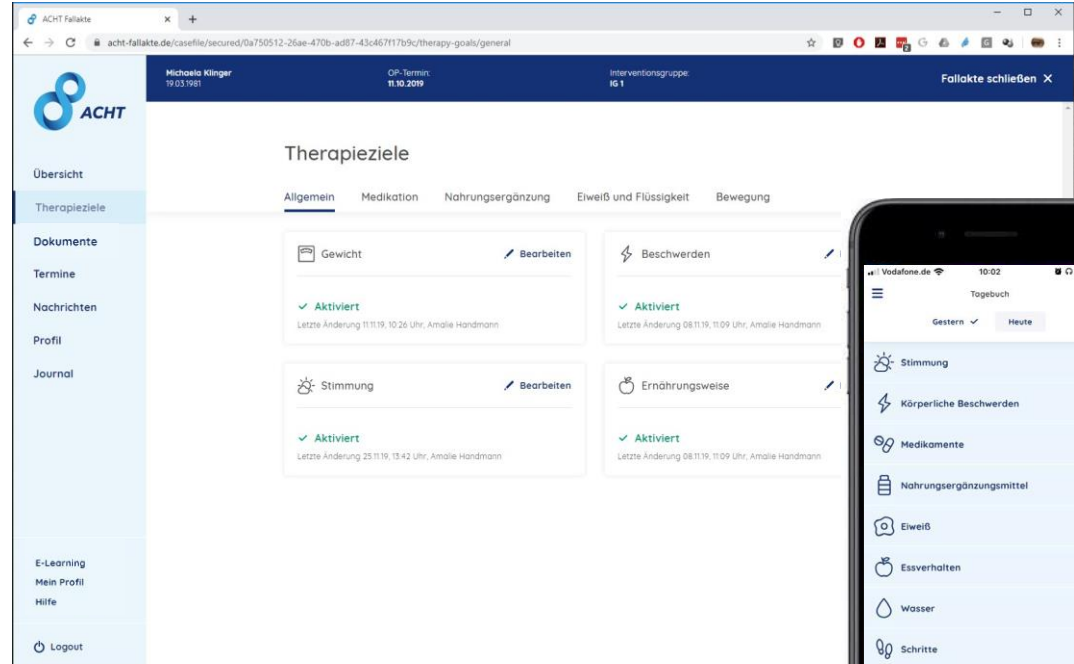 ACHT Fallakte
acht-fallakte.de/casefile/secured/0a750512-26ae-470b-ad87-43c467f17b9c/therapy-goals/general
ACHT
Michaela Klinger
19.03.1981
OP-Termin:
11.10.2019
Interventionsgruppe:
IG 1
Fallakte schließen
Übersicht
Therapieziele
Dokumente
Termine
Nachrichten
Profil
Journal
E-Learning
Mein Profil
Hilfe
Logout
Therapieziele
Allgemein Medikation Nahrungsergänzung Eiweiß und Flüssigkeit Bewegung
Gewicht Bearbeiten
Aktiviert
Letzte Änderung 11.11.19, 10:26 Uhr, Amalie Handmann
Beschwerden
Aktiviert
Letzte Änderung 08.11.19, 11:09 Uhr, Amalie Handmann
Stimmung Bearbeiten
Aktiviert
Letzte Änderung 25.11.19, 13:42 Uhr, Amalie Handmann
Ernährungsweise
Aktiviert
Letzte Änderung 08.11.19, 11:09 Uhr, Amalie Handmann
Vodafone.de 10:02
Tagebuch
Gestern Heute
Stimmung
Körperliche Beschwerden
Medikamente
Nahrungsergänzungsmittel
Eiweiß
Essverhalten
Wasser
Schritte